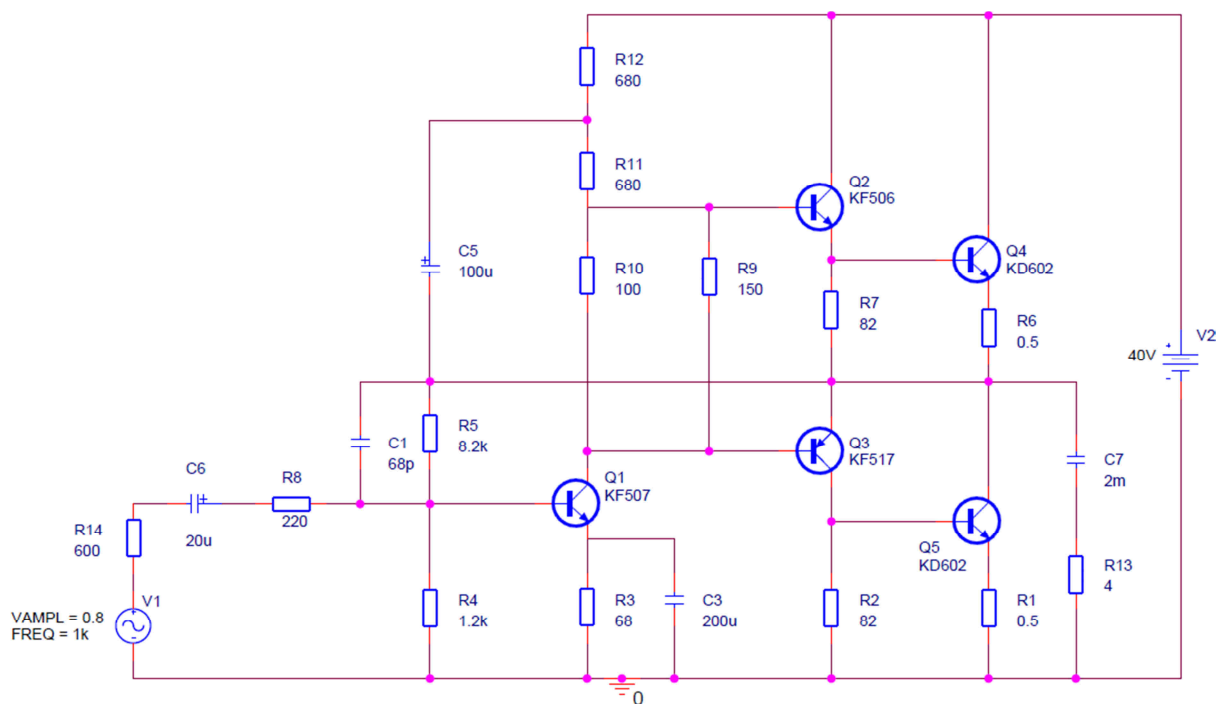 R12
680
R11
680
Q2
KF506
C5
100u
R10
100
R9
150
Q4
KD602
R7
82
R6
0.5
V2
40V
C1
68p
R5
8.2k
Q3
KF517
C6
20u
R8
220
Q1
KF507
C7
2m
R14
600
Q5
KD602
R13
4
V1
VAMPL = 0.8
FREQ = 1k
R4
1.2k
R3
68
C3
200u
R2
82
R1
0.5
0